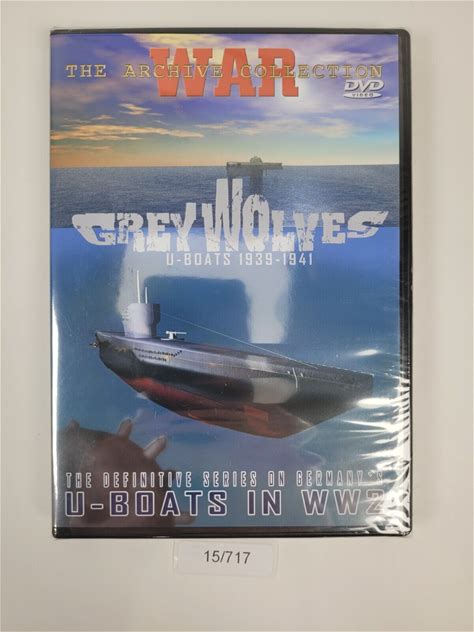 WAR
THE ARCHIVE COLLECTION
DVD
VIDEO
GREY WOLVES
U-BOATS 1939-1941
THE DEFINITIVE SERIES ON GERMANY'S
U-BOATS IN WW2
15/717